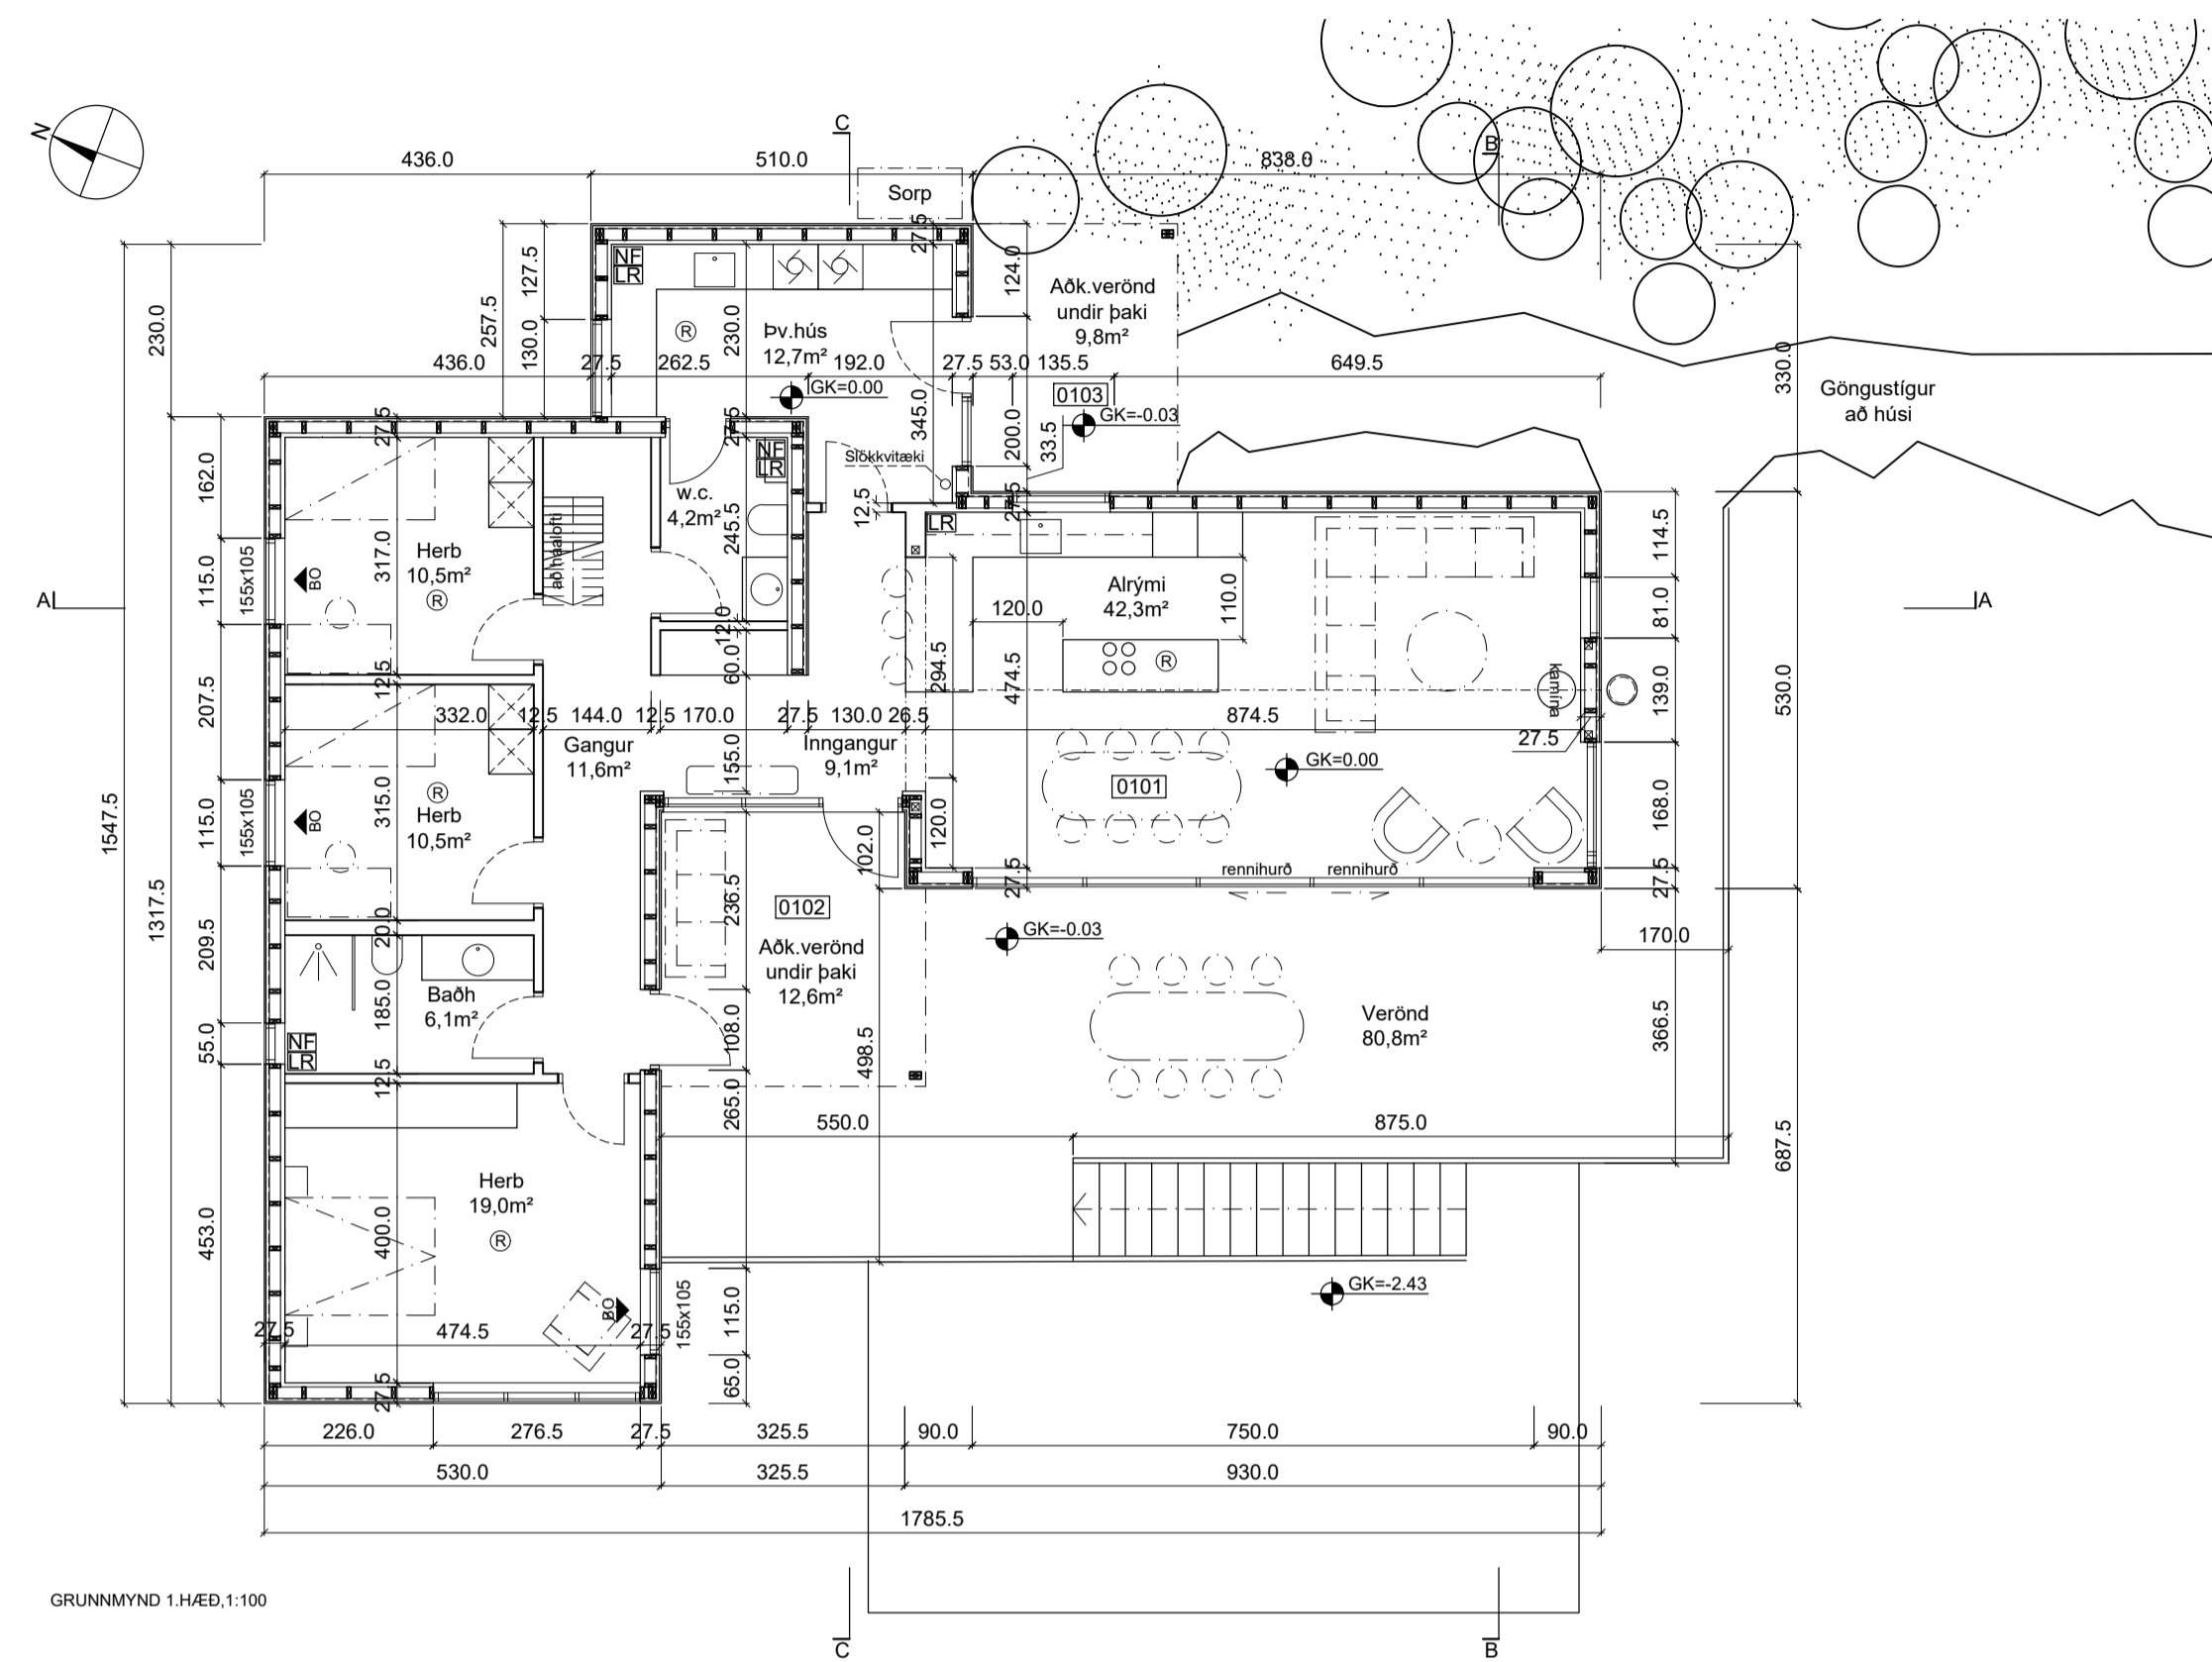 N
C
B
436.0
510.0
838.0
Sorp
27.5
NF
LR
127.5
257.5
130.0
230.0
230.0
124.0
Aðk.verönd
undir þaki
9,8m²
Þv.hús
12,7m²
330.0
436.0
27.5
262.5
192.0
27.5
53.0
135.5
649.5
GK=0.00
0103
GK=-0.03
Göngustígur
að húsi
345.0
200.0
33.5
27.5
27.5
NF
LR
Slökkvitæki
162.0
w.c.
4,2m²
245.5
12.5
27.5
LR
114.5
317.0
Herb
10,5m²
R
R
að háalofti
BO
115.0
155x105
Alrými
42,3m²
110.0
120.0
R
81.0
A
A
12.0
60.0
294.5
474.5
kamína
139.0
530.0
12.5
207.5
332.0
12.5
144.0
12.5
170.0
27.5
130.0
26.5
874.5
27.5
Gangur
11,6m²
155.0
Inngangur
9,1m²
GK=0.00
0101
1547.5
115.0
155x105
BO
315.0
R
Herb
10,5m²
168.0
102.0
120.0
27.5
rennihurð
rennihurð
27.5
1317.5
209.5
20.0
236.5
0102
GK=-0.03
170.0
Aðk.verönd
undir þaki
12,6m²
Baðh
6,1m²
185.0
Verönd
80,8m²
366.5
55.0
NF
LR
108.0
498.5
12.5
265.0
550.0
875.0
687.5
Herb
19,0m²
R
453.0
400.0
GK=-2.43
BO
115.0
155x105
27.5
474.5
27.5
27.5
65.0
226.0
276.5
27.5
325.5
90.0
750.0
90.0
530.0
325.5
930.0
1785.5
GRUNNMYND 1.HÆÐ,1:100
C
B